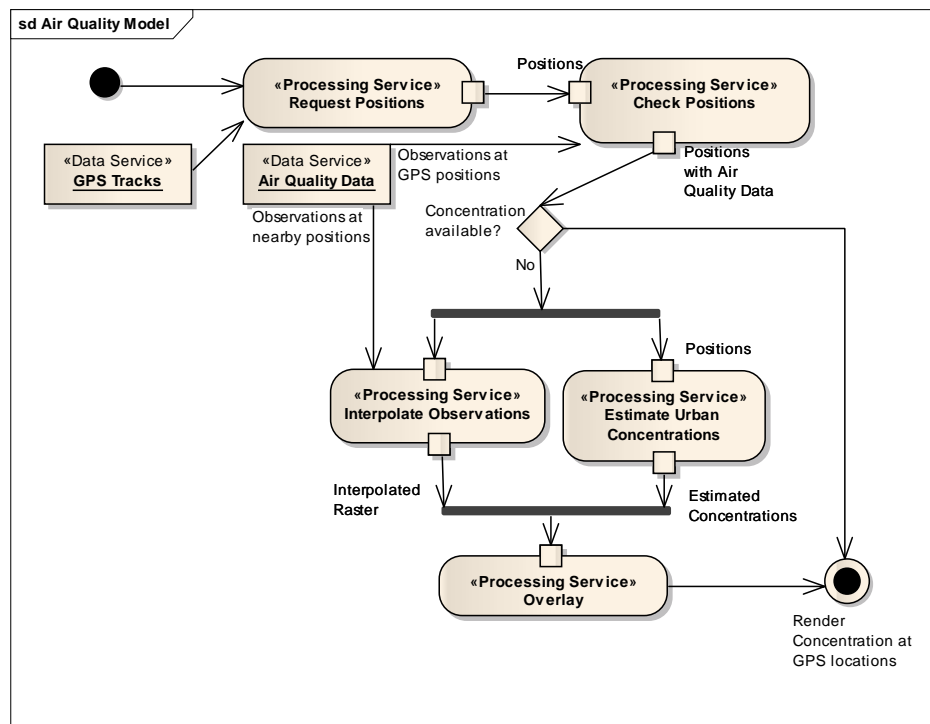 sd Air Quality Model
«Processing Service»
Request Positions
Positions
«Processing Service»
Check Positions
«Data Service»
GPS Tracks
«Data Service»
Air Quality Data
Observations at
GPS positions
Positions
with Air
Quality Data
Observations at
nearby positions
Concentration
available?
No
Positions
«Processing Service»
Interpolate Observations
«Processing Service»
Estimate Urban
Concentrations
Interpolated
Raster
Estimated
Concentrations
«Processing Service»
Overlay
Render
Concentration at
GPS locations